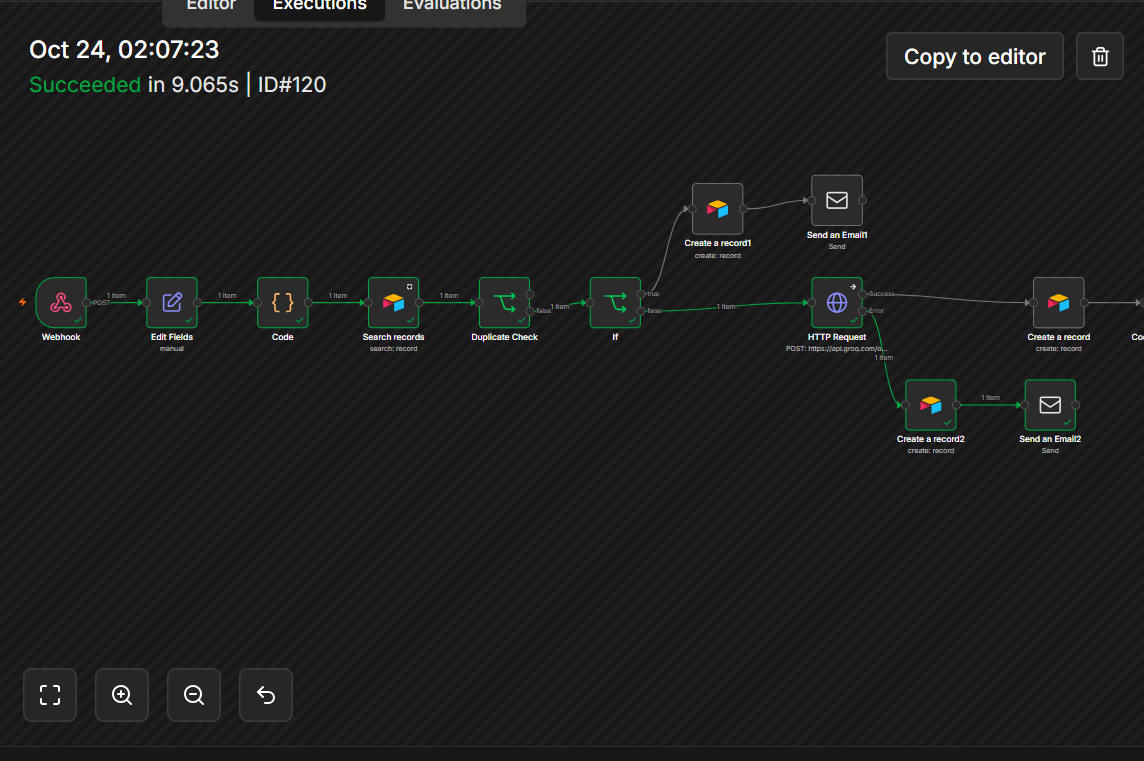 Editor Executions Evaluations
Oct 24, 02:07:23
Succeeded in 9.065s | ID#120
Copy to editor
Create a record1
create: record
Send an Email1
Send
POST
1 item
1 item
1 item
1 item
false
1 item
true
false
1 item
Success
Error
Webhook
Edit Fields
manual
{ }
Code
Search records
search: record
Duplicate Check
If
HTTP Request
POST: https://api.groq.com/o...
1 item
Create a record
create: record
Create a record2
create: record
1 item
Send an Email2
Send